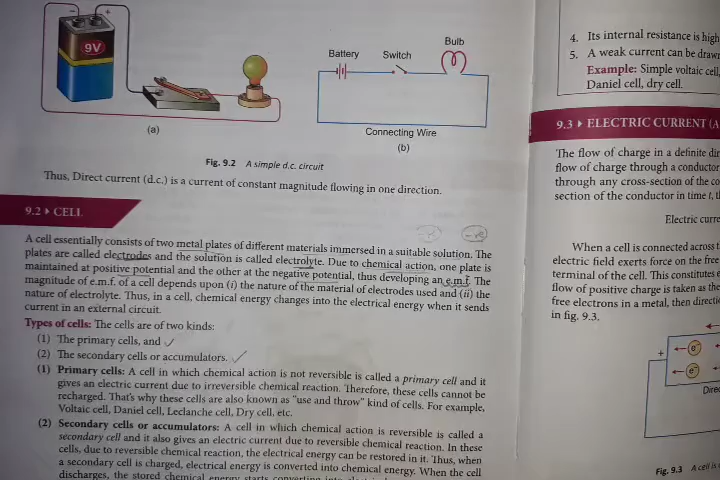 9V
(a)
Battery
Switch
Bulb
Connecting Wire
(b)
Fig. 9.2 A simple d.c. circuit
Thus, Direct current (d.c.) is a current of constant magnitude flowing in one direction.
9.2 ▸ CELL
A cell essentially consists of two metal plates of different materials immersed in a suitable solution. The
plates are called electrodes and the solution is called electrolyte. Due to chemical action, one plate is
maintained at positive potential and the other at the negative potential, thus developing an e.m.f. The
magnitude of e.m.f. of a cell depends upon (i) the nature of the material of electrodes used and (ii) the
nature of electrolyte. Thus, in a cell, chemical energy changes into the electrical energy when it sends
current in an external circuit.
Types of cells: The cells are of two kinds:
(1) The primary cells, and
(2) The secondary cells or accumulators.
(1) Primary cells: A cell in which chemical action is not reversible is called a primary cell and it
gives an electric current due to irreversible chemical reaction. Therefore, these cells cannot be
recharged. That's why these cells are also known as "use and throw" kind of cells. For example,
Voltaic cell, Daniel cell, Leclanche cell, Dry cell, etc.
(2) Secondary cells or accumulators: A cell in which chemical action is reversible is called a
secondary cell and it also gives an electric current due to reversible chemical reaction. In these
cells, due to reversible chemical reaction, the electrical energy can be restored in it. Thus, when
a secondary cell is charged, electrical energy is converted into chemical energy. When the cell
discharges, the stored chemical energy starts converting into
4. Its internal resistance is high
5. A weak current can be drawn
Example: Simple voltaic cell,
Daniel cell, dry cell.
9.3 ▸ ELECTRIC CURRENT (A
The flow of charge in a definite
flow of charge through a conductor
through any cross-section of the
section of the conductor in time t,
Electric
When a cell is connected across
electric field exerts force on the free
terminal of the cell. This constitutes
flow of positive charge is taken as the
free electrons in a metal, then
in fig. 9.3.
+
e⁻
e⁻
Fig. 9.3 A cell is